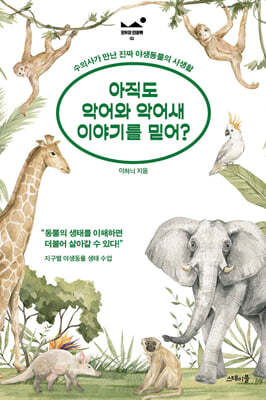 수의사가 만난 진짜 야생동물의 사생활
아직도
악어와 악어새
이야기를 믿어?
이하늬 지음
"동물의 생태를 이해하면
더불어 살아갈 수 있다!"
지구별 야생동물 생태 수업